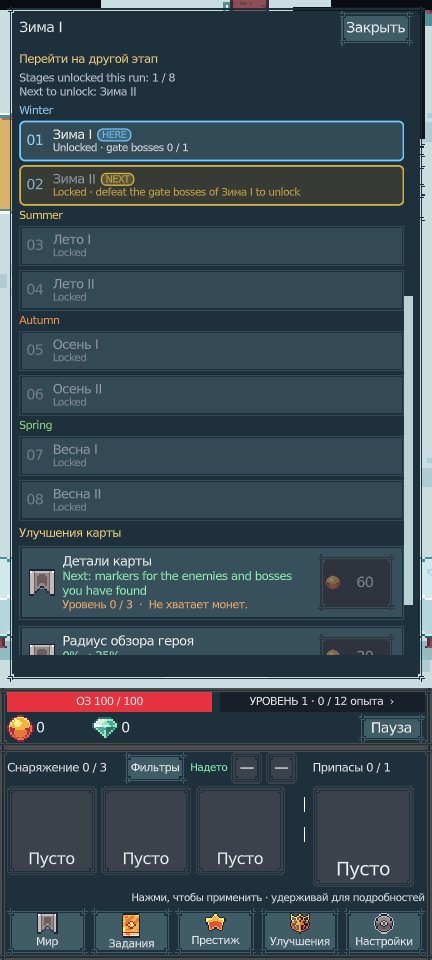 Зима I
Закрыть
Перейти на другой этап
Stages unlocked this run: 1 / 8
Next to unlock: Зима II
Winter
01
Зима I HERE
Unlocked · gate bosses 0 / 1
02
Зима II NEXT
Locked · defeat the gate bosses of Зима I to unlock
Summer
03
Лето I
Locked
04
Лето II
Locked
Autumn
05
Осень I
Locked
06
Осень II
Locked
Spring
07
Весна I
Locked
08
Весна II
Locked
Улучшения карты
Детали карты
Next: markers for the enemies and bosses
you have found
Уровень 0 / 3 · Не хватает монет.
60
Радиус обзора героя
ОЗ 100 / 100
УРОВЕНЬ 1 · 0 / 12 опыта ›
0
0
Пауза
Снаряжение 0 / 3
Фильтры
Надето
—
—
Припасы 0 / 1
Пусто
Пусто
Пусто
Пусто
Нажми, чтобы применить · удерживай для подробностей
Мир
Задания
Престиж
Улучшения
Настройки